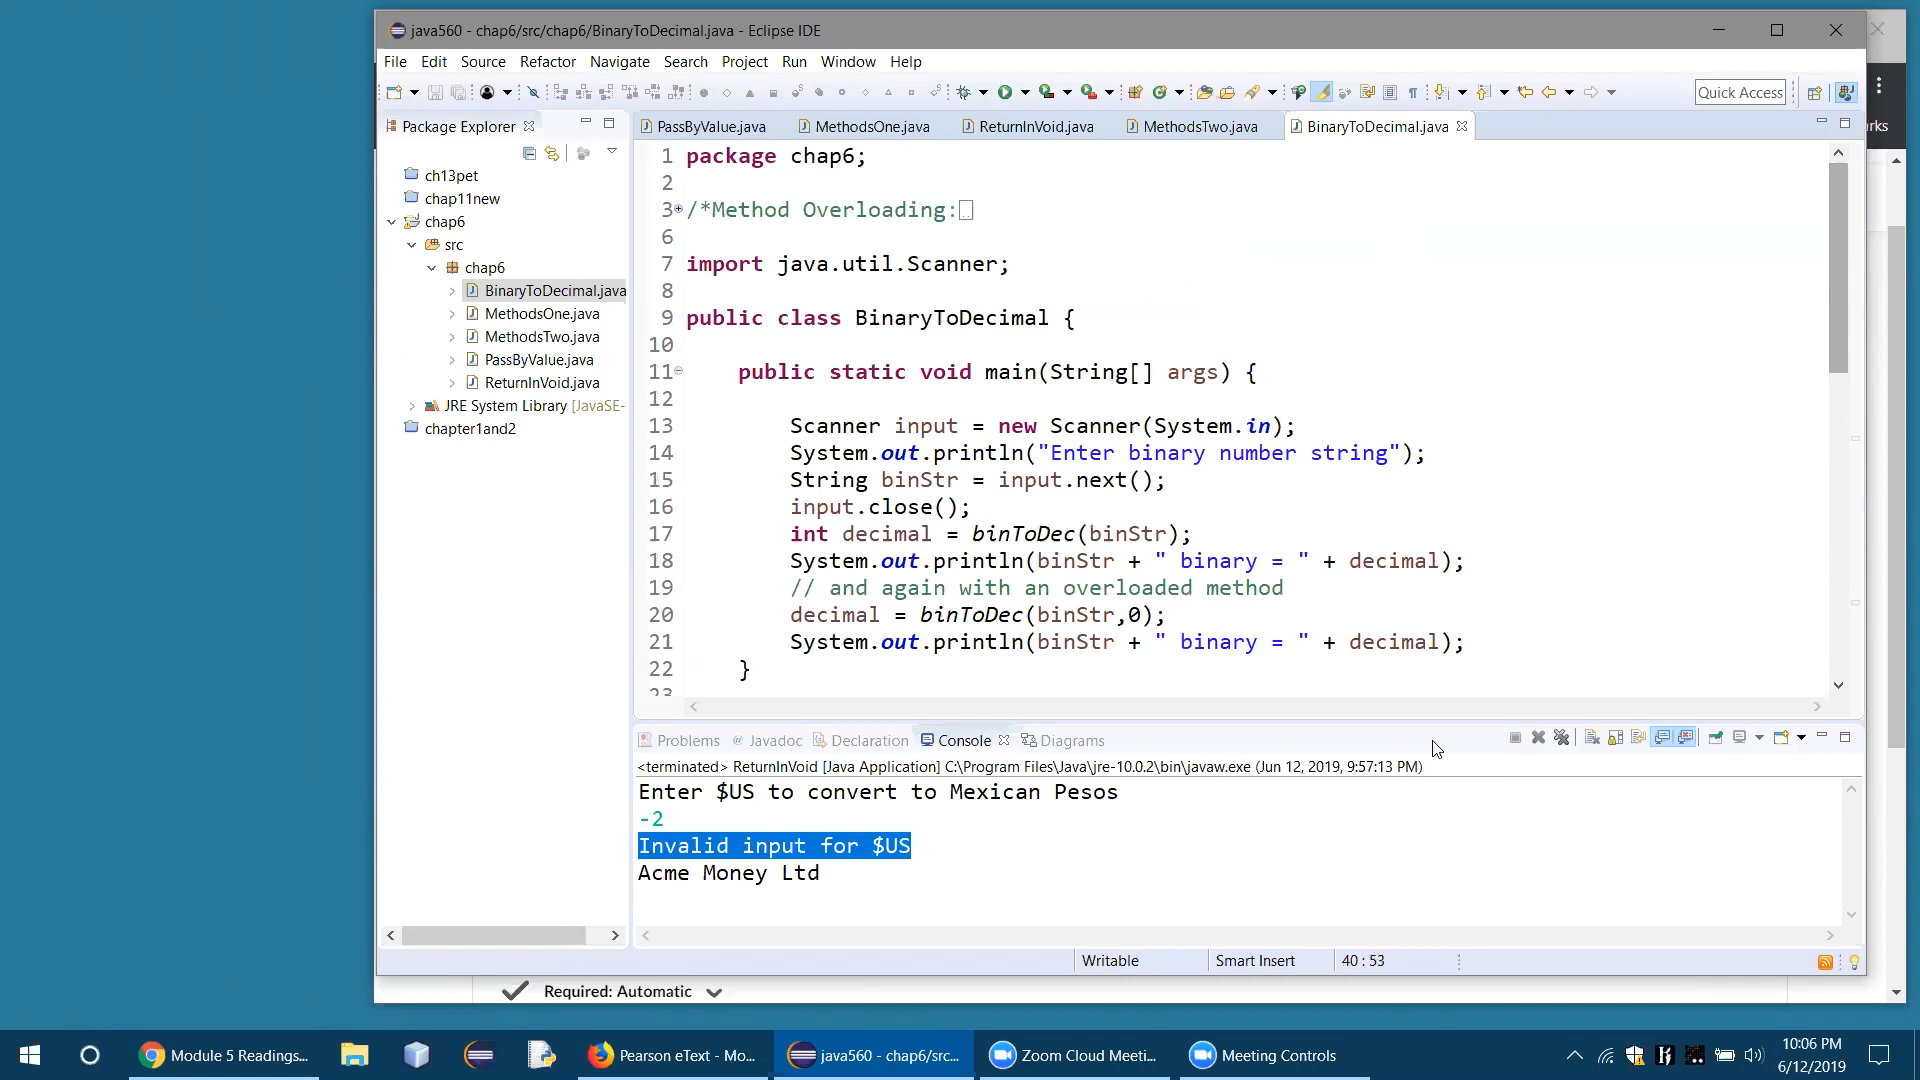 java560 - chap6/src/chap6/BinaryToDecimal.java - Eclipse IDE
File Edit Source Refactor Navigate Project Search Project Run Window Help
Quick Access
Package Explorer
PassByValue.java MethodsOne.java ReturnInVoid.java MethodsTwo.java BinaryToDecimal.java
rks
ch13pet
chap11new
chap6
src
chap6
BinaryToDecimal.java
MethodsOne.java
MethodsTwo.java
PassByValue.java
ReturnInVoid.java
JRE System Library [JavaSE-
chapter1and2
1 package chap6;
2
3 /*Method Overloading:
6
7 import java.util.Scanner;
8
9 public class BinaryToDecimal {
10
11 public static void main(String[] args) {
12
13 Scanner input = new Scanner(System.in);
14 System.out.println("Enter binary number string");
15 String binStr = input.next();
16 input.close();
17 int decimal = binToDec(binStr);
18 System.out.println(binStr + " binary = " + decimal);
19 // and again with an overloaded method
20 decimal = binToDec(binStr,0);
21 System.out.println(binStr + " binary = " + decimal);
22 }
23
Problems @ Javadoc Declaration Console Diagrams
<terminated> ReturnInVoid [Java Application] C:\Program Files\Java\jre-10.0.2\bin\javaw.exe (Jun 12, 2019, 9:57:13 PM)
Enter $US to convert to Mexican Pesos
-2
Invalid input for $US
Acme Money Ltd
Writable Smart Insert 40 : 53
Required: Automatic
Module 5 Readings... Pearson eText - Mo... java560 - chap6/src... Zoom Cloud Meeti... Meeting Controls
10:06 PM
6/12/2019